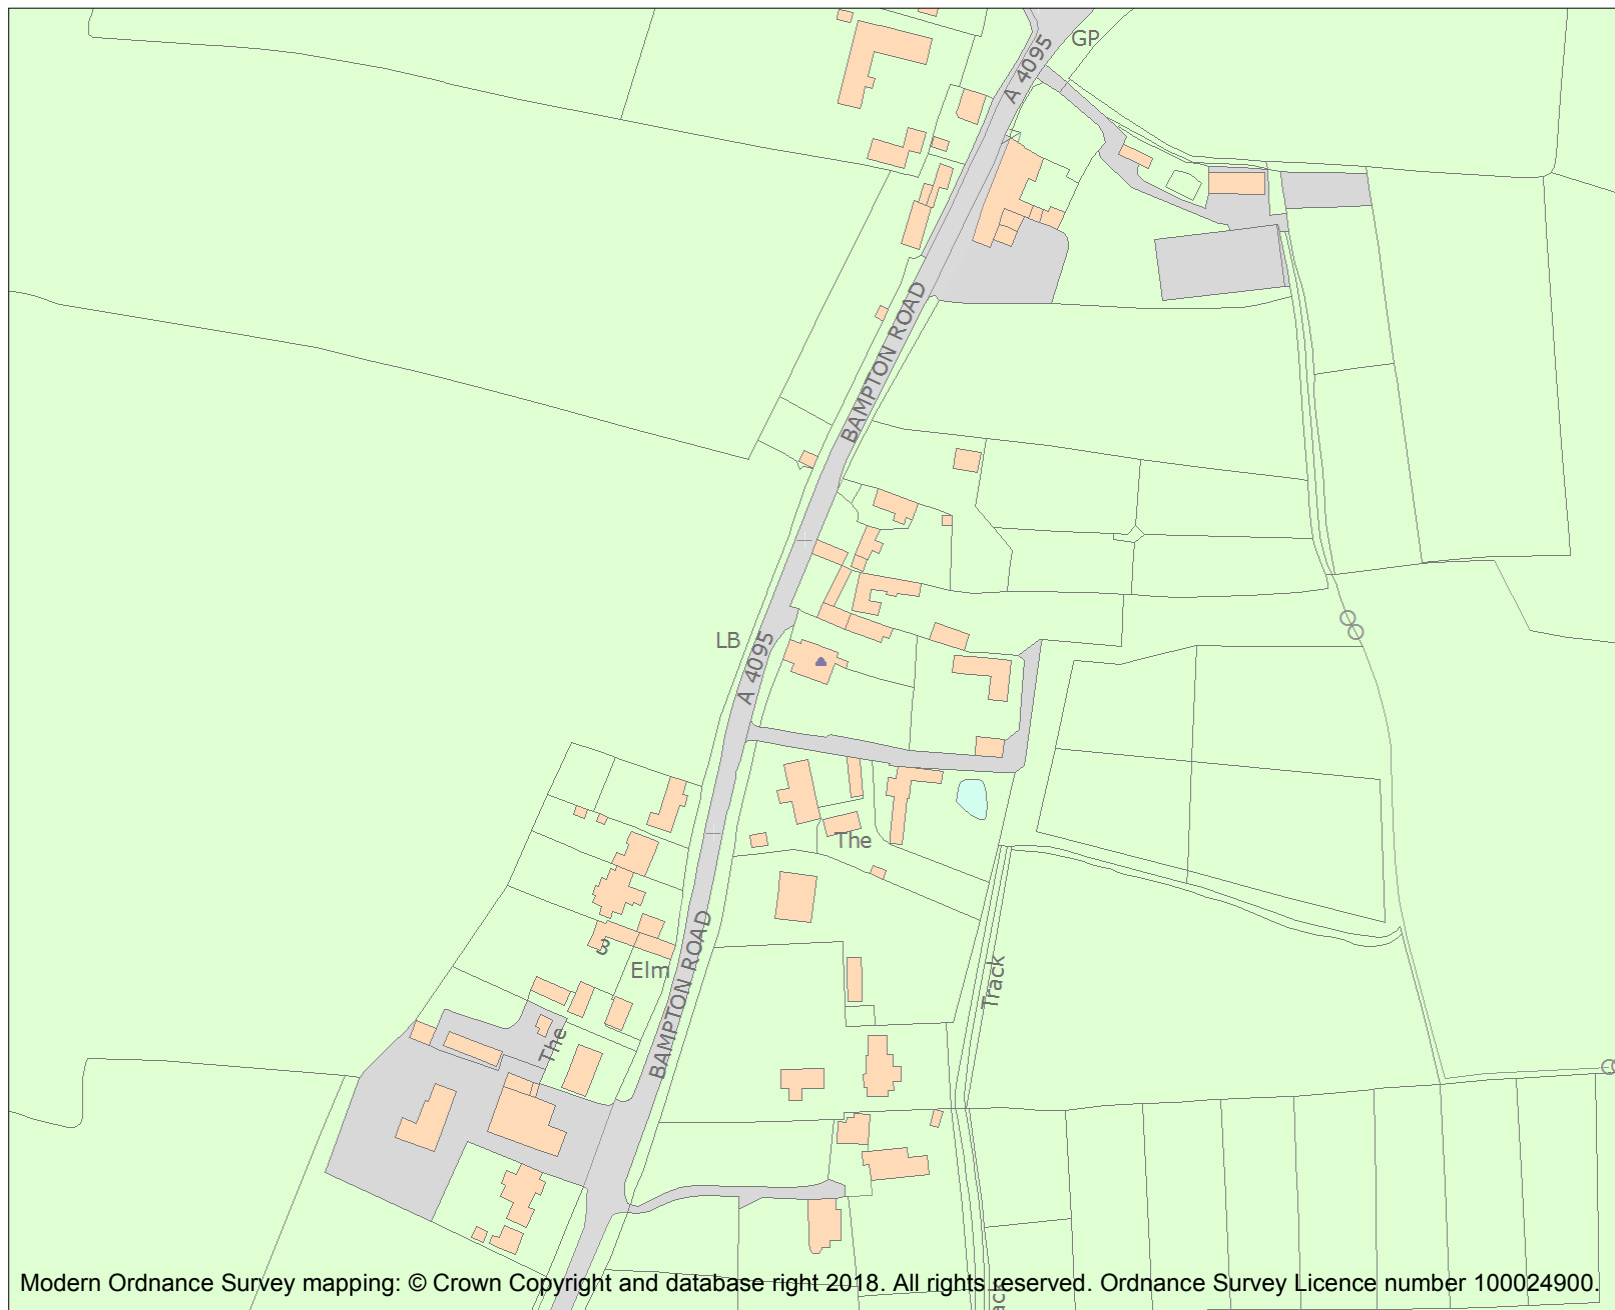 GP
A 4095
BAMPTON ROAD
LB
A 4095
The
3
Elm
BAMPTON ROAD
Track
The
Modern Ordnance Survey mapping: © Crown Copyright and database right 2018. All rights reserved. Ordnance Survey Licence number 100024900.